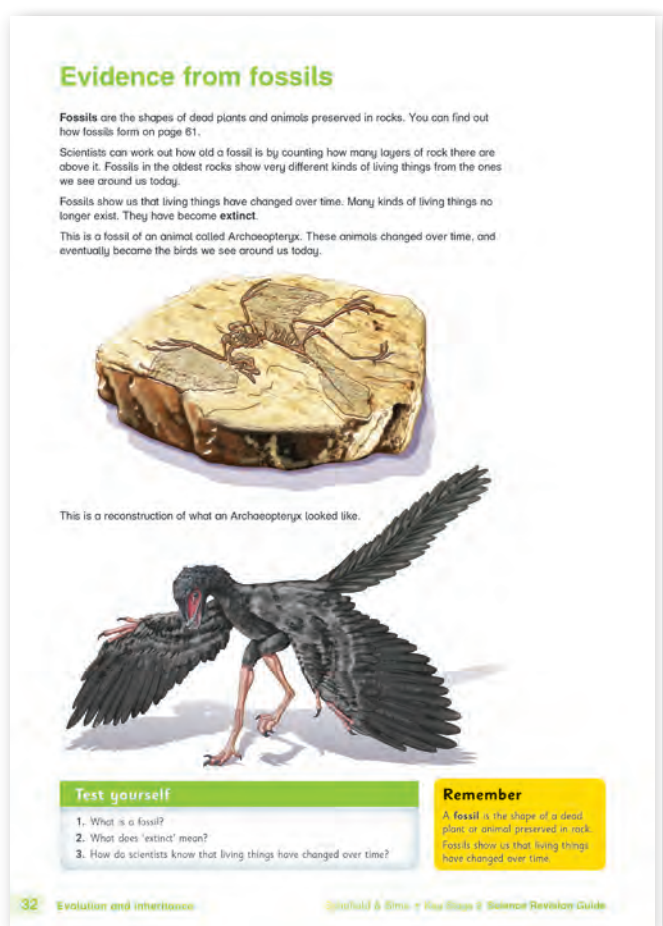 Evidence from fossils
Fossils are the shapes of dead plants and animals preserved in rocks. You can find out
how fossils form on page 61.
Scientists can work out how old a fossil is by counting how many layers of rock there are
above it. Fossils in the oldest rocks show very different kinds of living things from the ones
we see around us today.
Fossils show us that living things have changed over time. Many kinds of living things no
longer exist. They have become extinct.
This is a fossil of an animal called Archaeopteryx. These animals changed over time, and
eventually became the birds we see around us today.
This is a reconstruction of what an Archaeopteryx looked like.
Test yourself
1. What is a fossil?
2. What does 'extinct' mean?
3. How do scientists know that living things have changed over time?
Remember
A fossil is the shape of a dead
plant or animal preserved in rock.
Fossils show us that living things
have changed over time.
32 Evolution and inheritance
Schofield & Sims • Key Stage 2 Science Revision Guide